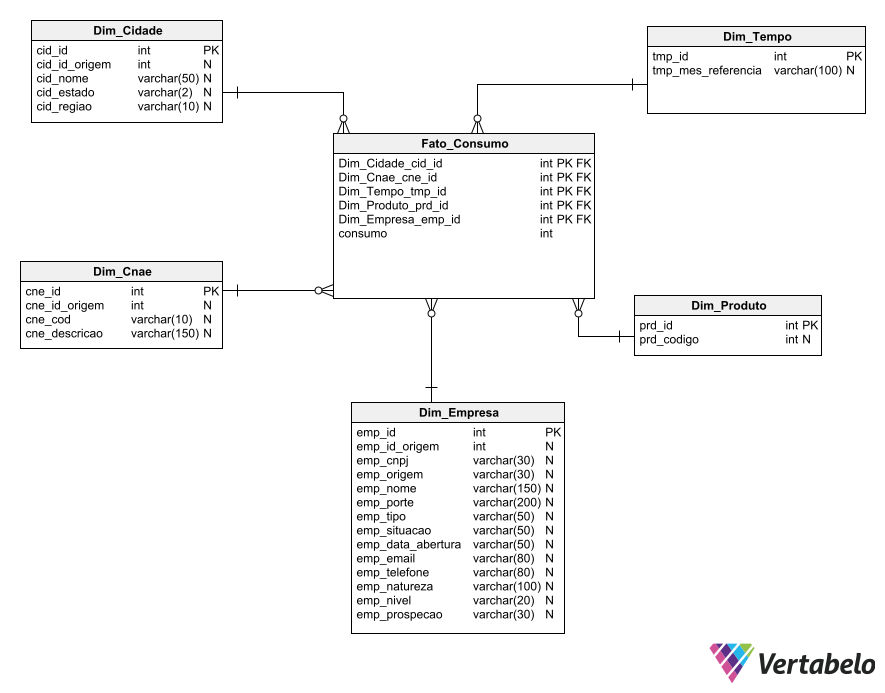 Dim_Cidade
cid_id int PK
cid_id_origem int N
cid_nome varchar(50) N
cid_estado varchar(2) N
cid_regiao varchar(10) N
Dim_Tempo
tmp_id int PK
tmp_mes_referencia varchar(100) N
Fato_Consumo
Dim_Cidade_cid_id int PK FK
Dim_Cnae_cne_id int PK FK
Dim_Tempo_tmp_id int PK FK
Dim_Produto_prd_id int PK FK
Dim_Empresa_emp_id int PK FK
consumo int
Dim_Cnae
cne_id int PK
cne_id_origem int N
cne_cod varchar(10) N
cne_descricao varchar(150) N
Dim_Produto
prd_id int PK
prd_codigo int N
Dim_Empresa
emp_id int PK
emp_id_origem int N
emp_cnpj varchar(30) N
emp_origem varchar(30) N
emp_nome varchar(150) N
emp_porte varchar(200) N
emp_tipo varchar(50) N
emp_situacao varchar(50) N
emp_data_abertura varchar(50) N
emp_email varchar(80) N
emp_telefone varchar(80) N
emp_natureza varchar(100) N
emp_nivel varchar(20) N
emp_prospecao varchar(30) N
Vertabelo